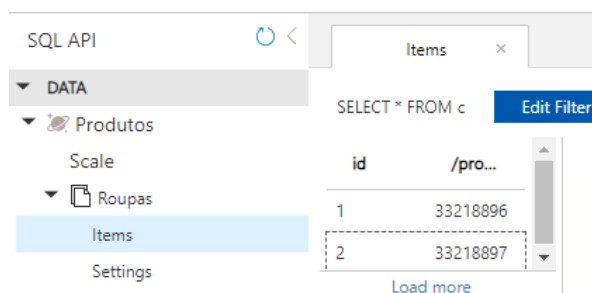 SQL API
DATA
Produtos
Scale
Roupas
Items
Settings
Items ×
SELECT * FROM c Edit Filter
id /pro...
1 33218896
2 33218897
Load more